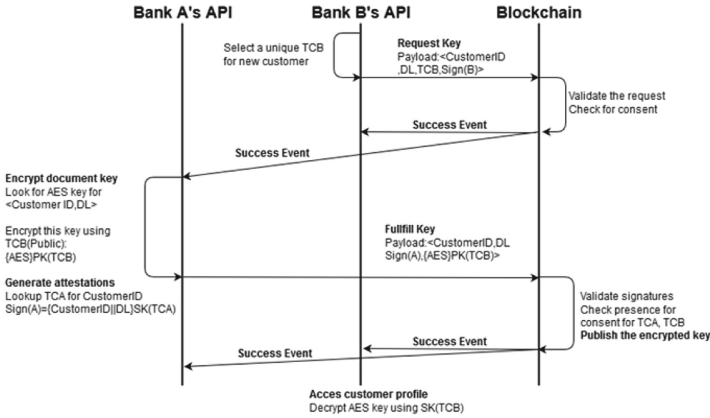 Bank A's API
Bank B's API
Blockchain
Select a unique TCB
for new customer
Request Key
Payload:<CustomerID
,DL,TCB,Sign(B)>
Validate the request
Check for consent
Success Event
Success Event
Encrypt document key
Look for AES key for
<Customer ID,DL>
Encrypt this key using
TCB(Public):
{AES}PK(TCB)
Fullfill Key
Payload:<CustomerID,DL
Sign(A),{AES}PK(TCB)>
Generate attestations
Lookup TCA for CustomerID
Sign(A)={CustomerID||DL}SK(TCA)
Validate signatures
Check presence for
consent for TCA, TCB
Publish the encrypted key
Success Event
Success Event
Acces customer profile
Decrypt AES key using SK(TCB)